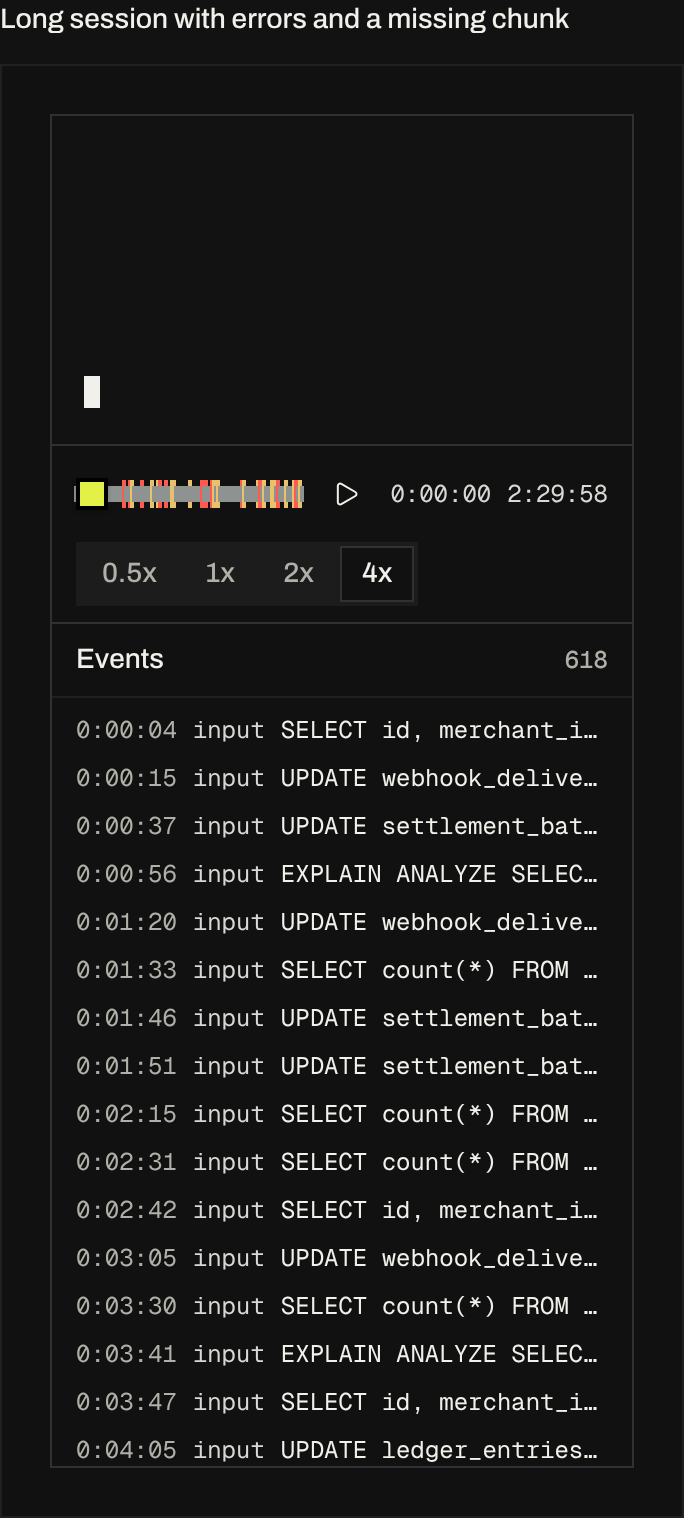 Long session with errors and a missing chunk
0:00:00 2:29:58
0.5x 1x 2x 4x
Events 618
0:00:04 input SELECT id, merchant_i…
0:00:15 input UPDATE webhook_delive…
0:00:37 input UPDATE settlement_bat…
0:00:56 input EXPLAIN ANALYZE SELEC…
0:01:20 input UPDATE webhook_delive…
0:01:33 input SELECT count(*) FROM …
0:01:46 input UPDATE settlement_bat…
0:01:51 input UPDATE settlement_bat…
0:02:15 input SELECT count(*) FROM …
0:02:31 input SELECT count(*) FROM …
0:02:42 input SELECT id, merchant_i…
0:03:05 input UPDATE webhook_delive…
0:03:30 input SELECT count(*) FROM …
0:03:41 input EXPLAIN ANALYZE SELEC…
0:03:47 input SELECT id, merchant_i…
0:04:05 input UPDATE ledger_entries…